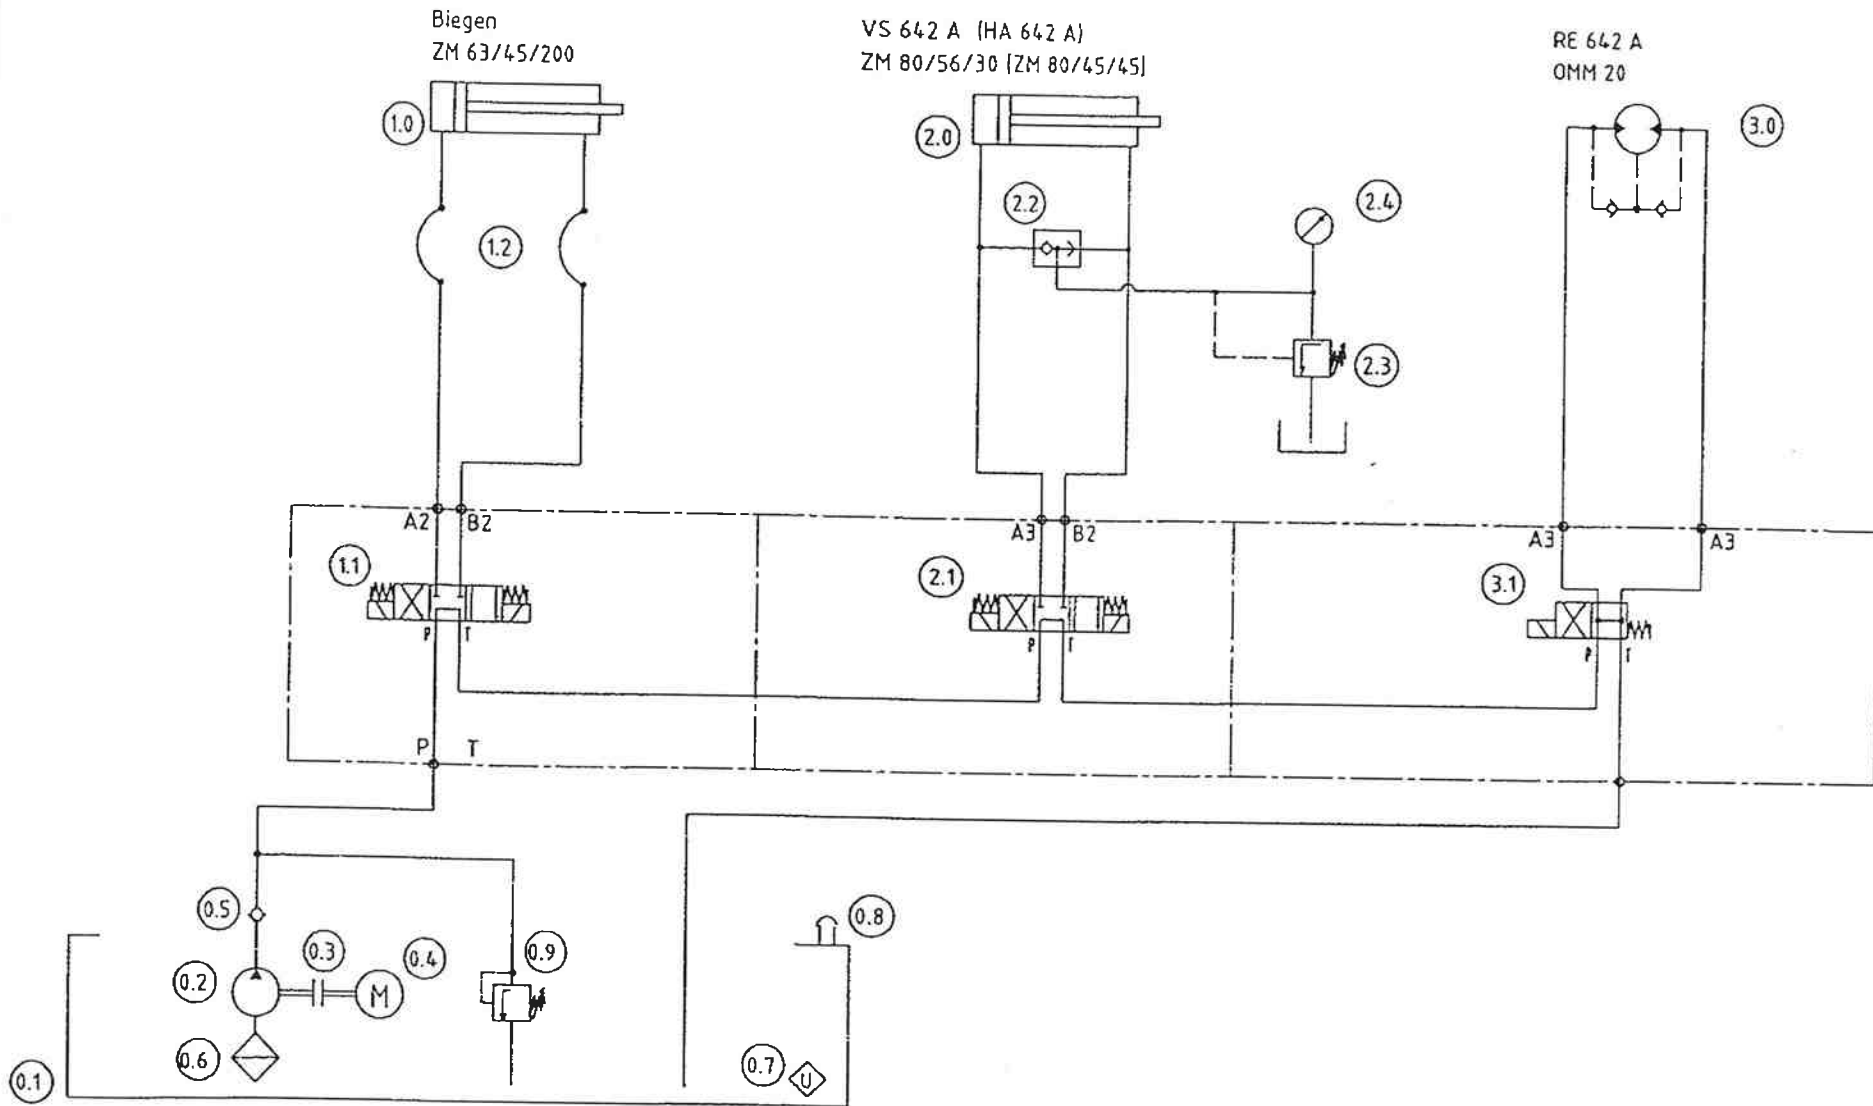 Biegen
ZM 63/45/200
VS 642 A (HA 642 A)
ZM 80/56/30 [ZM 80/45/45]
RE 642 A
OMM 20
1.0
2.0
3.0
2.2
2.4
1.2
2.3
A2
B2
A3
B2
A3
A3
1.1
2.1
3.1
P
T
P
T
P
T
P
T
0.5
0.8
0.3
0.4
0.9
0.2
M
0.6
0.7
U
0.1